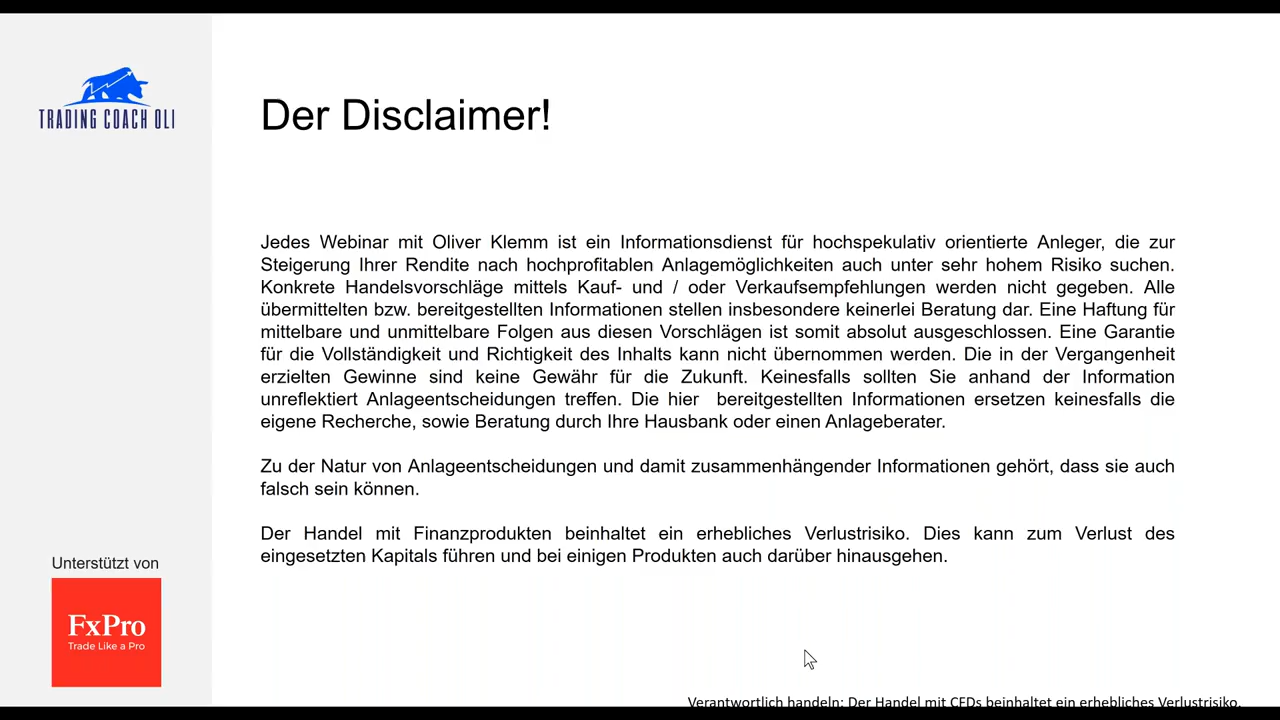 TRADING COACH OLI
Der Disclaimer!
Jedes Webinar mit Oliver Klemm ist ein Informationsdienst für hochspekulativ orientierte Anleger, die zur
Steigerung Ihrer Rendite nach hochprofitablen Anlagemöglichkeiten auch unter sehr hohem Risiko suchen.
Konkrete Handelsvorschläge mittels Kauf- und / oder Verkaufsempfehlungen werden nicht gegeben. Alle
übermittelten bzw. bereitgestellten Informationen stellen insbesondere keinerlei Beratung dar. Eine Haftung für
mittelbare und unmittelbare Folgen aus diesen Vorschlägen ist somit absolut ausgeschlossen. Eine Garantie
für die Vollständigkeit und Richtigkeit des Inhalts kann nicht übernommen werden. Die in der Vergangenheit
erzielten Gewinne sind keine Gewähr für die Zukunft. Keinesfalls sollten Sie anhand der Information
unreflektiert Anlageentscheidungen treffen. Die hier bereitgestellten Informationen ersetzen keinesfalls die
eigene Recherche, sowie Beratung durch Ihre Hausbank oder einen Anlageberater.
Zu der Natur von Anlageentscheidungen und damit zusammenhängender Informationen gehört, dass sie auch
falsch sein können.
Der Handel mit Finanzprodukten beinhaltet ein erhebliches Verlustrisiko. Dies kann zum Verlust des
eingesetzten Kapitals führen und bei einigen Produkten auch darüber hinausgehen.
Unterstützt von
FxPro
Trade Like a Pro
Verantwortlich handeln: Der Handel mit CFDs beinhaltet ein erhebliches Verlustrisiko.